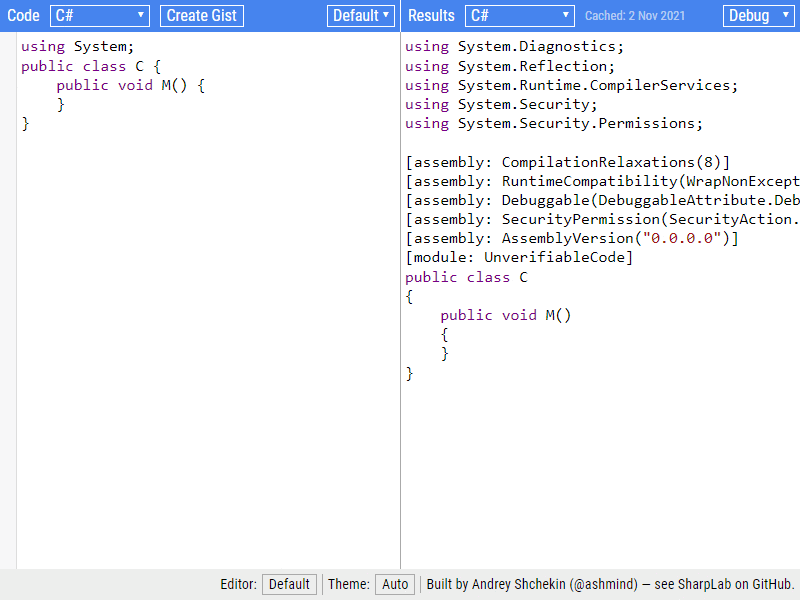 Code C# Create Gist Default
using System;
public class C {
    public void M() {
    }
}
Results C# Cached: 2 Nov 2021 Debug
using System.Diagnostics;
using System.Reflection;
using System.Runtime.CompilerServices;
using System.Security;
using System.Security.Permissions;

[assembly: CompilationRelaxations(8)]
[assembly: RuntimeCompatibility(WrapNonExcept
[assembly: Debuggable(DebuggableAttribute.Deb
[assembly: SecurityPermission(SecurityAction.
[assembly: AssemblyVersion("0.0.0.0")]
[module: UnverifiableCode]
public class C
{
    public void M()
    {
    }
}
Editor: Default Theme: Auto Built by Andrey Shchekin (@ashmind) — see SharpLab on GitHub.